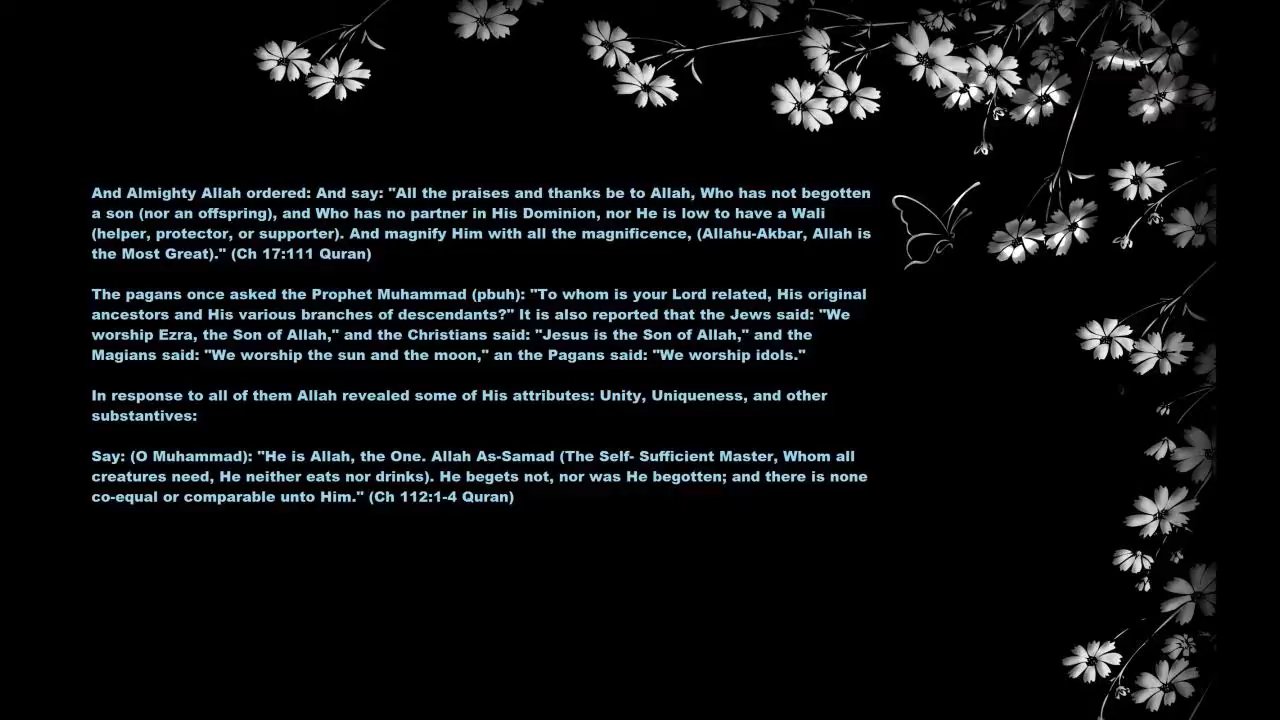 And Almighty Allah ordered: And say: "All the praises and thanks be to Allah, Who has not begotten
a son (nor an offspring), and Who has no partner in His Dominion, nor He is low to have a Wali
(helper, protector, or supporter). And magnify Him with all the magnificence, (Allahu-Akbar, Allah is
the Most Great)." (Ch 17:111 Quran)
The pagans once asked the Prophet Muhammad (pbuh): "To whom is your Lord related, His original
ancestors and His various branches of descendants?" It is also reported that the Jews said: "We
worship Ezra, the Son of Allah," and the Christians said: "Jesus is the Son of Allah," and the
Magians said: "We worship the sun and the moon," an the Pagans said: "We worship idols."
In response to all of them Allah revealed some of His attributes: Unity, Uniqueness, and other
substantives:
Say: (O Muhammad): "He is Allah, the One. Allah As-Samad (The Self- Sufficient Master, Whom all
creatures need, He neither eats nor drinks). He begets not, nor was He begotten; and there is none
co-equal or comparable unto Him." (Ch 112:1-4 Quran)